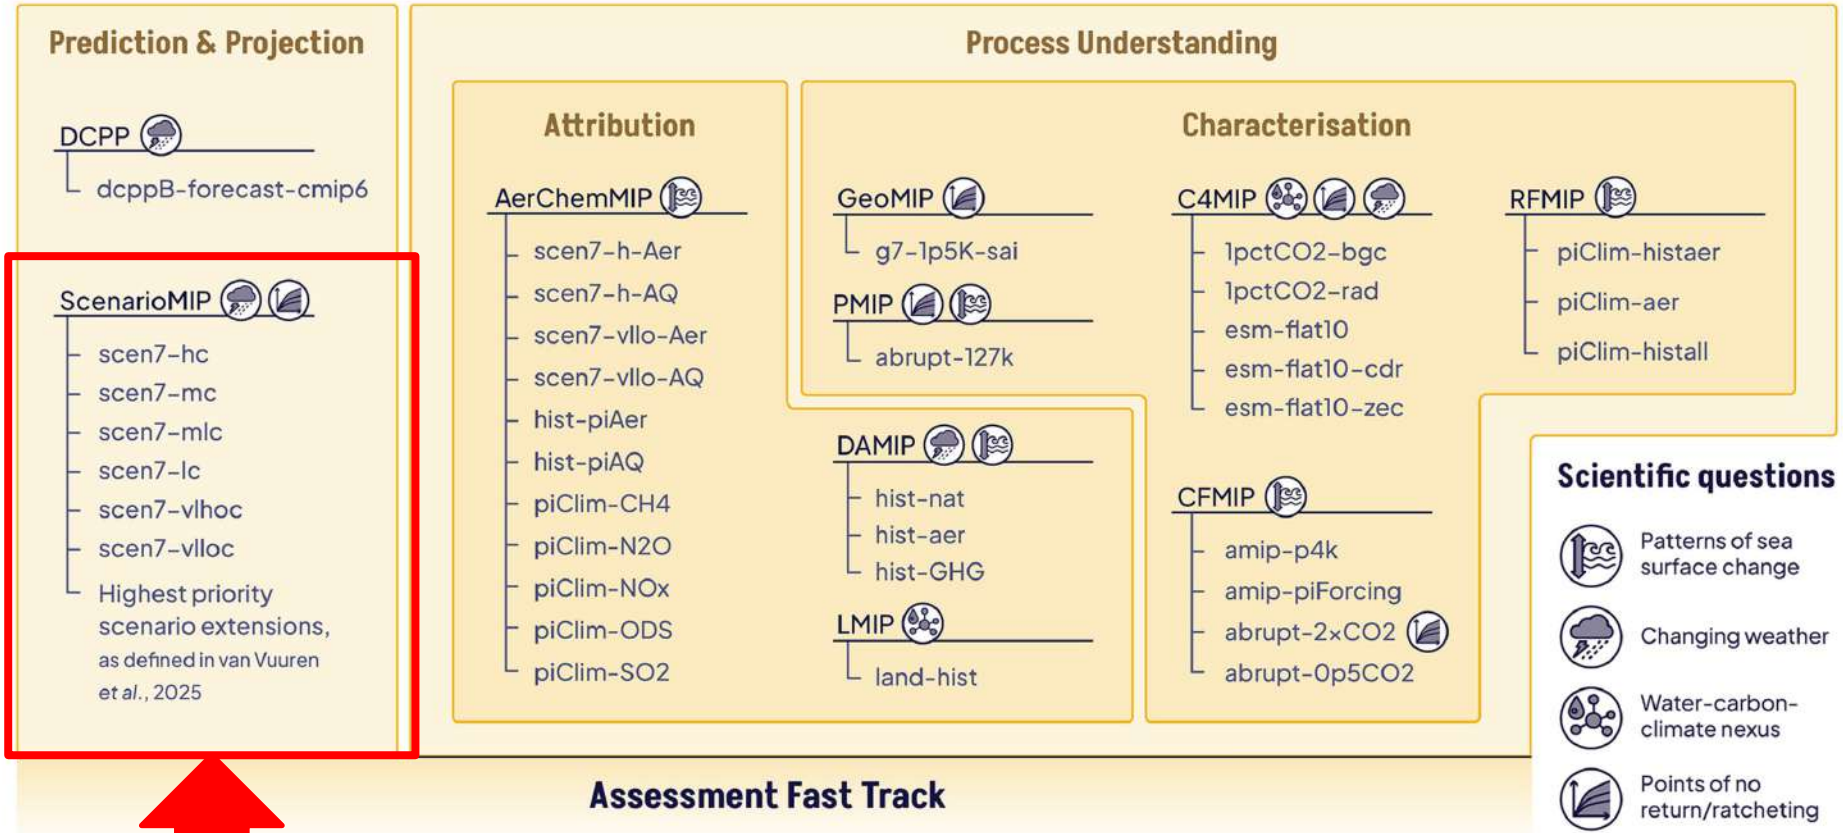 Prediction & Projection
DCPP
dcppB-forecast-cmip6
ScenarioMIP
scen7-hc
scen7-mc
scen7-mlc
scen7-lc
scen7-vlhoc
scen7-vlloc
Highest priority
scenario extensions,
as defined in van Vuuren
et al., 2025
Process Understanding
Attribution
AerChemMIP
scen7-h-Aer
scen7-h-AQ
scen7-vllo-Aer
scen7-vllo-AQ
hist-piAer
hist-piAQ
piClim-CH4
piClim-N2O
piClim-NOx
piClim-ODS
piClim-SO2
DAMIP
hist-nat
hist-aer
hist-GHG
LMIP
land-hist
Characterisation
GeoMIP
g7-1p5K-sai
PMIP
abrupt-127k
C4MIP
1pctCO2-bgc
1pctCO2-rad
esm-flat10
esm-flat10-cdr
esm-flat10-zec
CFMIP
amip-p4k
amip-piForcing
abrupt-2xCO2
abrupt-0p5CO2
RFMIP
piClim-histaer
piClim-aer
piClim-histall
Scientific questions
Patterns of sea
surface change
Changing weather
Water-carbon-
climate nexus
Points of no
return/ratcheting
Assessment Fast Track